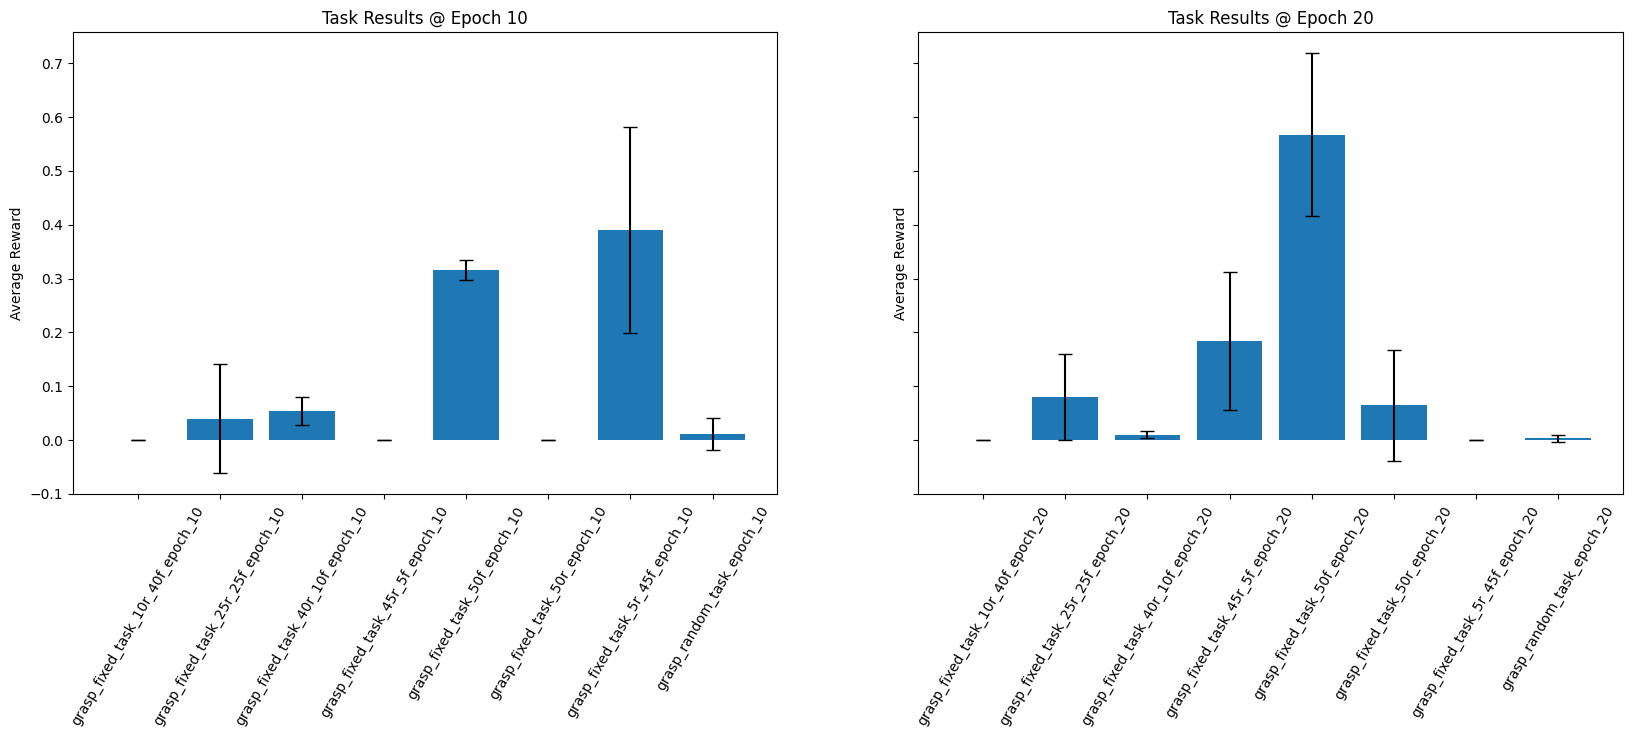 Task Results @ Epoch 10
Average Reward
0.7
0.6
0.5
0.4
0.3
0.2
0.1
0.0
−0.1
grasp_fixed_task_10r_40f_epoch_10
grasp_fixed_task_25r_25f_epoch_10
grasp_fixed_task_40r_10f_epoch_10
grasp_fixed_task_45r_5f_epoch_10
grasp_fixed_task_50f_epoch_10
grasp_fixed_task_50r_epoch_10
grasp_fixed_task_5r_45f_epoch_10
grasp_random_task_epoch_10
Task Results @ Epoch 20
Average Reward
grasp_fixed_task_10r_40f_epoch_20
grasp_fixed_task_25r_25f_epoch_20
grasp_fixed_task_40r_10f_epoch_20
grasp_fixed_task_45r_5f_epoch_20
grasp_fixed_task_50f_epoch_20
grasp_fixed_task_50r_epoch_20
grasp_fixed_task_5r_45f_epoch_20
grasp_random_task_epoch_20